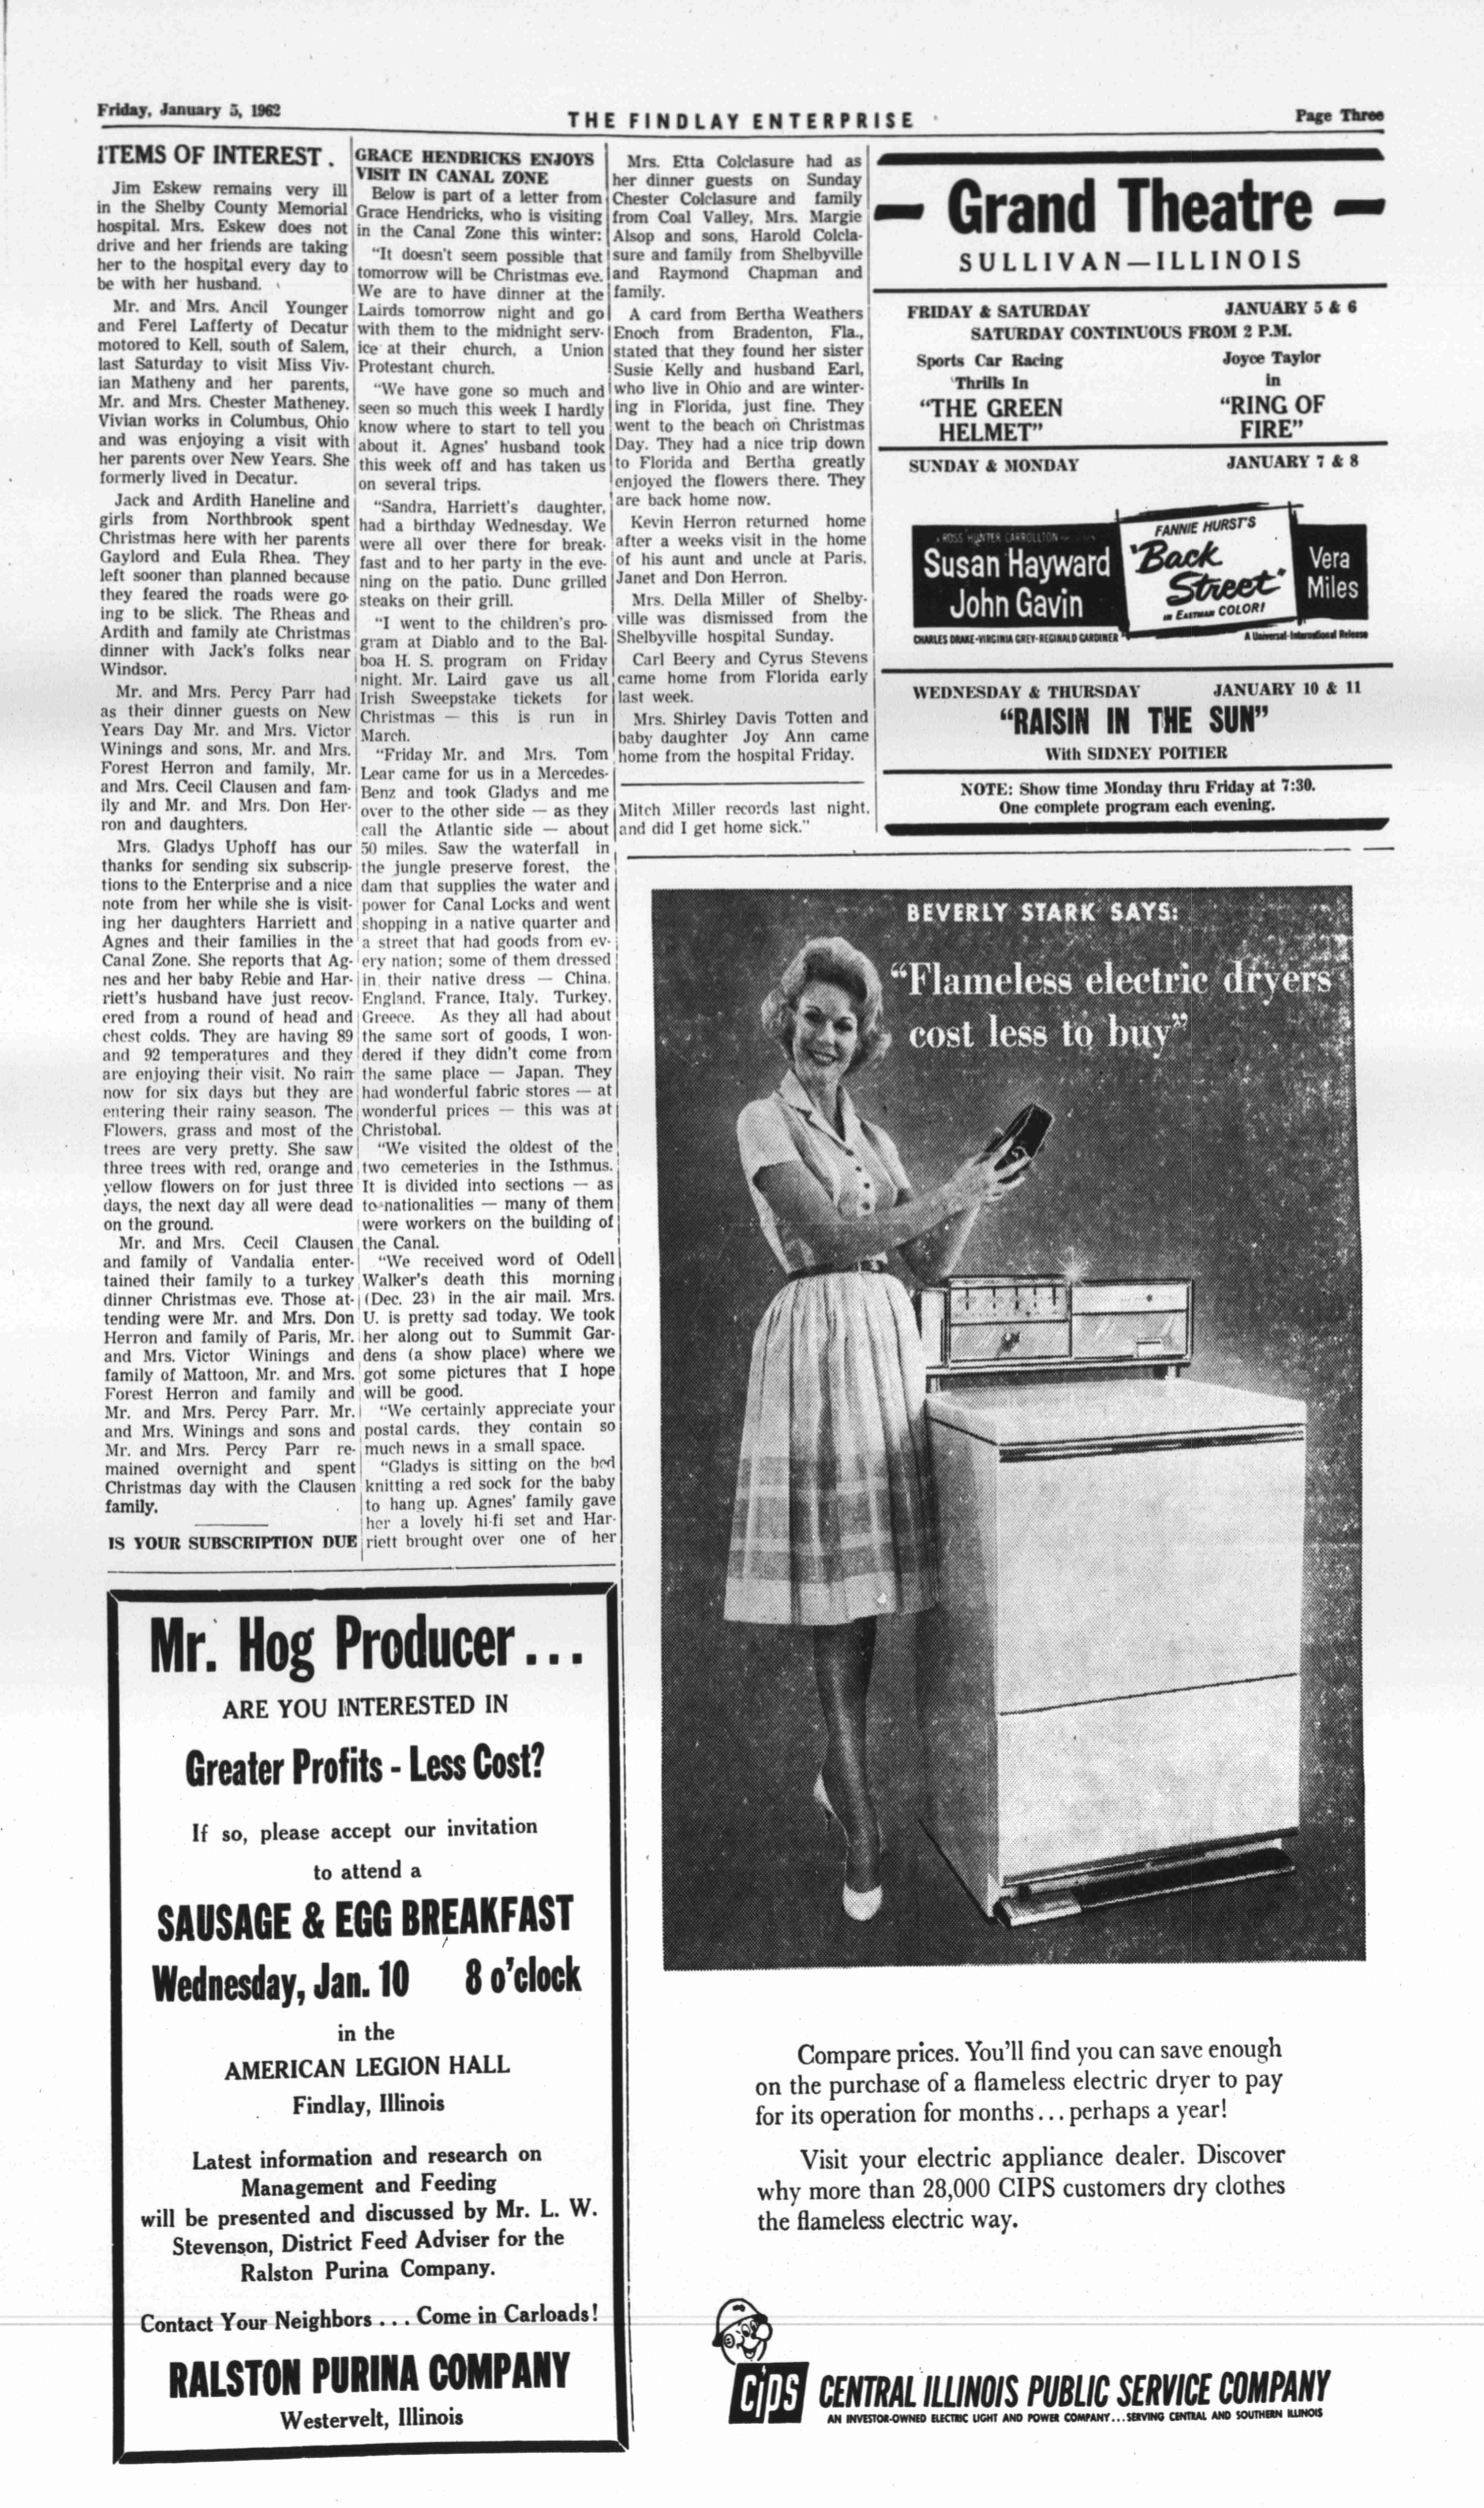 Friday, January 5, 1962
THE FINDLAY ENTERPRISE
Page Three
ITEMS OF INTEREST .
Jim Eskew remains very ill
in the Shelby County Memorial
hospital. Mrs. Eskew does not
drive and her friends are taking
her to the hospital every day to
be with her husband.
Mr. and Mrs. Ancil Younger
and Ferel Lafferty of Decatur
motored to Kell, south of Salem,
last Saturday to visit Miss Viv-
ian Matheny and her parents,
Mr. and Mrs. Chester Matheney.
Vivian works in Columbus, Ohio
and was enjoying a visit with
her parents over New Years. She
formerly lived in Decatur.
Jack and Ardith Haneline and
girls from Northbrook spent
Christmas here with her parents
Gaylord and Eula Rhea. They
left sooner than planned because
they feared the roads were go-
ing to be slick. The Rheas and
Ardith and family ate Christmas
dinner with Jack's folks near
Windsor.
Mr. and Mrs. Percy Parr had
as their dinner guests on New
Years Day Mr. and Mrs. Victor
Winings and sons, Mr. and Mrs.
Forest Herron and family, Mr.
and Mrs. Cecil Clausen and fam-
ily and Mr. and Mrs. Don Her-
ron and daughters.
Mrs. Gladys Uphoff has our
thanks for sending six subscrip-
tions to the Enterprise and a nice
note from her while she is visit-
ing her daughters Harriett and
Agnes and their families in the
Canal Zone. She reports that Ag-
nes and her baby Rebie and Har-
riett's husband have just recov-
ered from a round of head and
chest colds. They are having 89
and 92 temperatures and they
are enjoying their visit. No rain
now for six days but they are
entering their rainy season. The
Flowers, grass and most of the
trees are very pretty. She saw
three trees with red, orange and
yellow flowers on for just three
days, the next day all were dead
on the ground.
Mr. and Mrs. Cecil Clausen
and family of Vandalia enter-
tained their family to a turkey
dinner Christmas eve. Those at-
tending were Mr. and Mrs. Don
Herron and family of Paris, Mr.
and Mrs. Victor Winings and
family of Mattoon, Mr. and Mrs.
Forest Herron and family and
Mr. and Mrs. Percy Parr. Mr.
and Mrs. Winings and sons and
Mr. and Mrs. Percy Parr re-
mained overnight and spent
Christmas day with the Clausen
family.
IS YOUR SUBSCRIPTION DUE
GRACE HENDRICKS ENJOYS
VISIT IN CANAL ZONE
Below is part of a letter from
Grace Hendricks, who is visiting
in the Canal Zone this winter:
"It doesn't seem possible that
tomorrow will be Christmas eve.
We are to have dinner at the
Lairds tomorrow night and go
with them to the midnight serv-
ice at their church, a Union
Protestant church.
"We have gone so much and
seen so much this week I hardly
know where to start to tell you
about it. Agnes' husband took
this week off and has taken us
on several trips.
"Sandra, Harriett's daughter,
had a birthday Wednesday. We
were all over there for break-
fast and to her party in the eve-
ning on the patio. Dunc grilled
steaks on their grill.
"I went to the children's pro-
gram at Diablo and to the Bal-
boa H. S. program on Friday
night. Mr. Laird gave us all
Irish Sweepstake tickets for
Christmas — this is run in
March.
"Friday Mr. and Mrs. Tom
Lear came for us in a Mercedes-
Benz and took Gladys and me
over to the other side — as they
call the Atlantic side — about
50 miles. Saw the waterfall in
the jungle preserve forest, the
dam that supplies the water and
power for Canal Locks and went
shopping in a native quarter and
a street that had goods from ev-
ery nation; some of them dressed
in their native dress — China,
England, France, Italy, Turkey,
Greece. As they all had about
the same sort of goods, I won-
dered if they didn't come from
the same place — Japan. They
had wonderful fabric stores — at
wonderful prices — this was at
Christobal.
"We visited the oldest of the
two cemeteries in the Isthmus.
It is divided into sections — as
to nationalities — many of them
were workers on the building of
the Canal.
"We received word of Odell
Walker's death this morning
(Dec. 23) in the air mail. Mrs.
U. is pretty sad today. We took
her along out to Summit Gar-
dens (a show place) where we
got some pictures that I hope
will be good.
"We certainly appreciate your
postal cards, they contain so
much news in a small space.
"Gladys is sitting on the bed
knitting a red sock for the baby
to hang up. Agnes' family gave
her a lovely hi-fi set and Har-
riett brought over one of her
Mrs. Etta Colclasure had as
her dinner guests on Sunday
Chester Colclasure and family
from Coal Valley, Mrs. Margie
Alsop and sons, Harold Colcla-
sure and family from Shelbyville
and Raymond Chapman and
family.
A card from Bertha Weathers
Enoch from Bradenton, Fla.,
stated that they found her sister
Susie Kelly and husband Earl,
who live in Ohio and are winter-
ing in Florida, just fine. They
went to the beach on Christmas
Day. They had a nice trip down
to Florida and Bertha greatly
enjoyed the flowers there. They
are back home now.
Kevin Herron returned home
after a weeks visit in the home
of his aunt and uncle at Paris,
Janet and Don Herron.
Mrs. Della Miller of Shelby-
ville was dismissed from the
Shelbyville hospital Sunday.
Carl Beery and Cyrus Stevens
came home from Florida early
last week.
Mrs. Shirley Davis Totten and
baby daughter Joy Ann came
home from the hospital Friday.
Mitch Miller records last night,
and did I get home sick."
— Grand Theatre —
SULLIVAN—ILLINOIS
FRIDAY & SATURDAY JANUARY 5 & 6
SATURDAY CONTINUOUS FROM 2 P.M.
Sports Car Racing
Thrills In
"THE GREEN
HELMET"
Joyce Taylor
in
"RING OF
FIRE"
SUNDAY & MONDAY JANUARY 7 & 8
ROSS HUNTER CARROLLTON
Susan Hayward
John Gavin
FANNIE HURST'S
"Back
Street"
IN EASTMAN COLOR!
Vera
Miles
CHARLES DRAKE-VIRGINIA GREY-REGINALD GARDINER
A Universal-International Release
WEDNESDAY & THURSDAY JANUARY 10 & 11
"RAISIN IN THE SUN"
With SIDNEY POITIER
NOTE: Show time Monday thru Friday at 7:30.
One complete program each evening.
BEVERLY STARK SAYS:
"Flameless electric dryers
cost less to buy"
Compare prices. You'll find you can save enough
on the purchase of a flameless electric dryer to pay
for its operation for months . . . perhaps a year!
Visit your electric appliance dealer. Discover
why more than 28,000 CIPS customers dry clothes
the flameless electric way.
CIPS
CENTRAL ILLINOIS PUBLIC SERVICE COMPANY
AN INVESTOR-OWNED ELECTRIC LIGHT AND POWER COMPANY . . . SERVING CENTRAL AND SOUTHERN ILLINOIS
Mr. Hog Producer . . .
ARE YOU INTERESTED IN
Greater Profits - Less Cost?
If so, please accept our invitation
to attend a
SAUSAGE & EGG BREAKFAST
Wednesday, Jan. 10 8 o'clock
in the
AMERICAN LEGION HALL
Findlay, Illinois
Latest information and research on
Management and Feeding
will be presented and discussed by Mr. L. W.
Stevenson, District Feed Adviser for the
Ralston Purina Company.
Contact Your Neighbors . . . Come in Carloads!
RALSTON PURINA COMPANY
Westervelt, Illinois